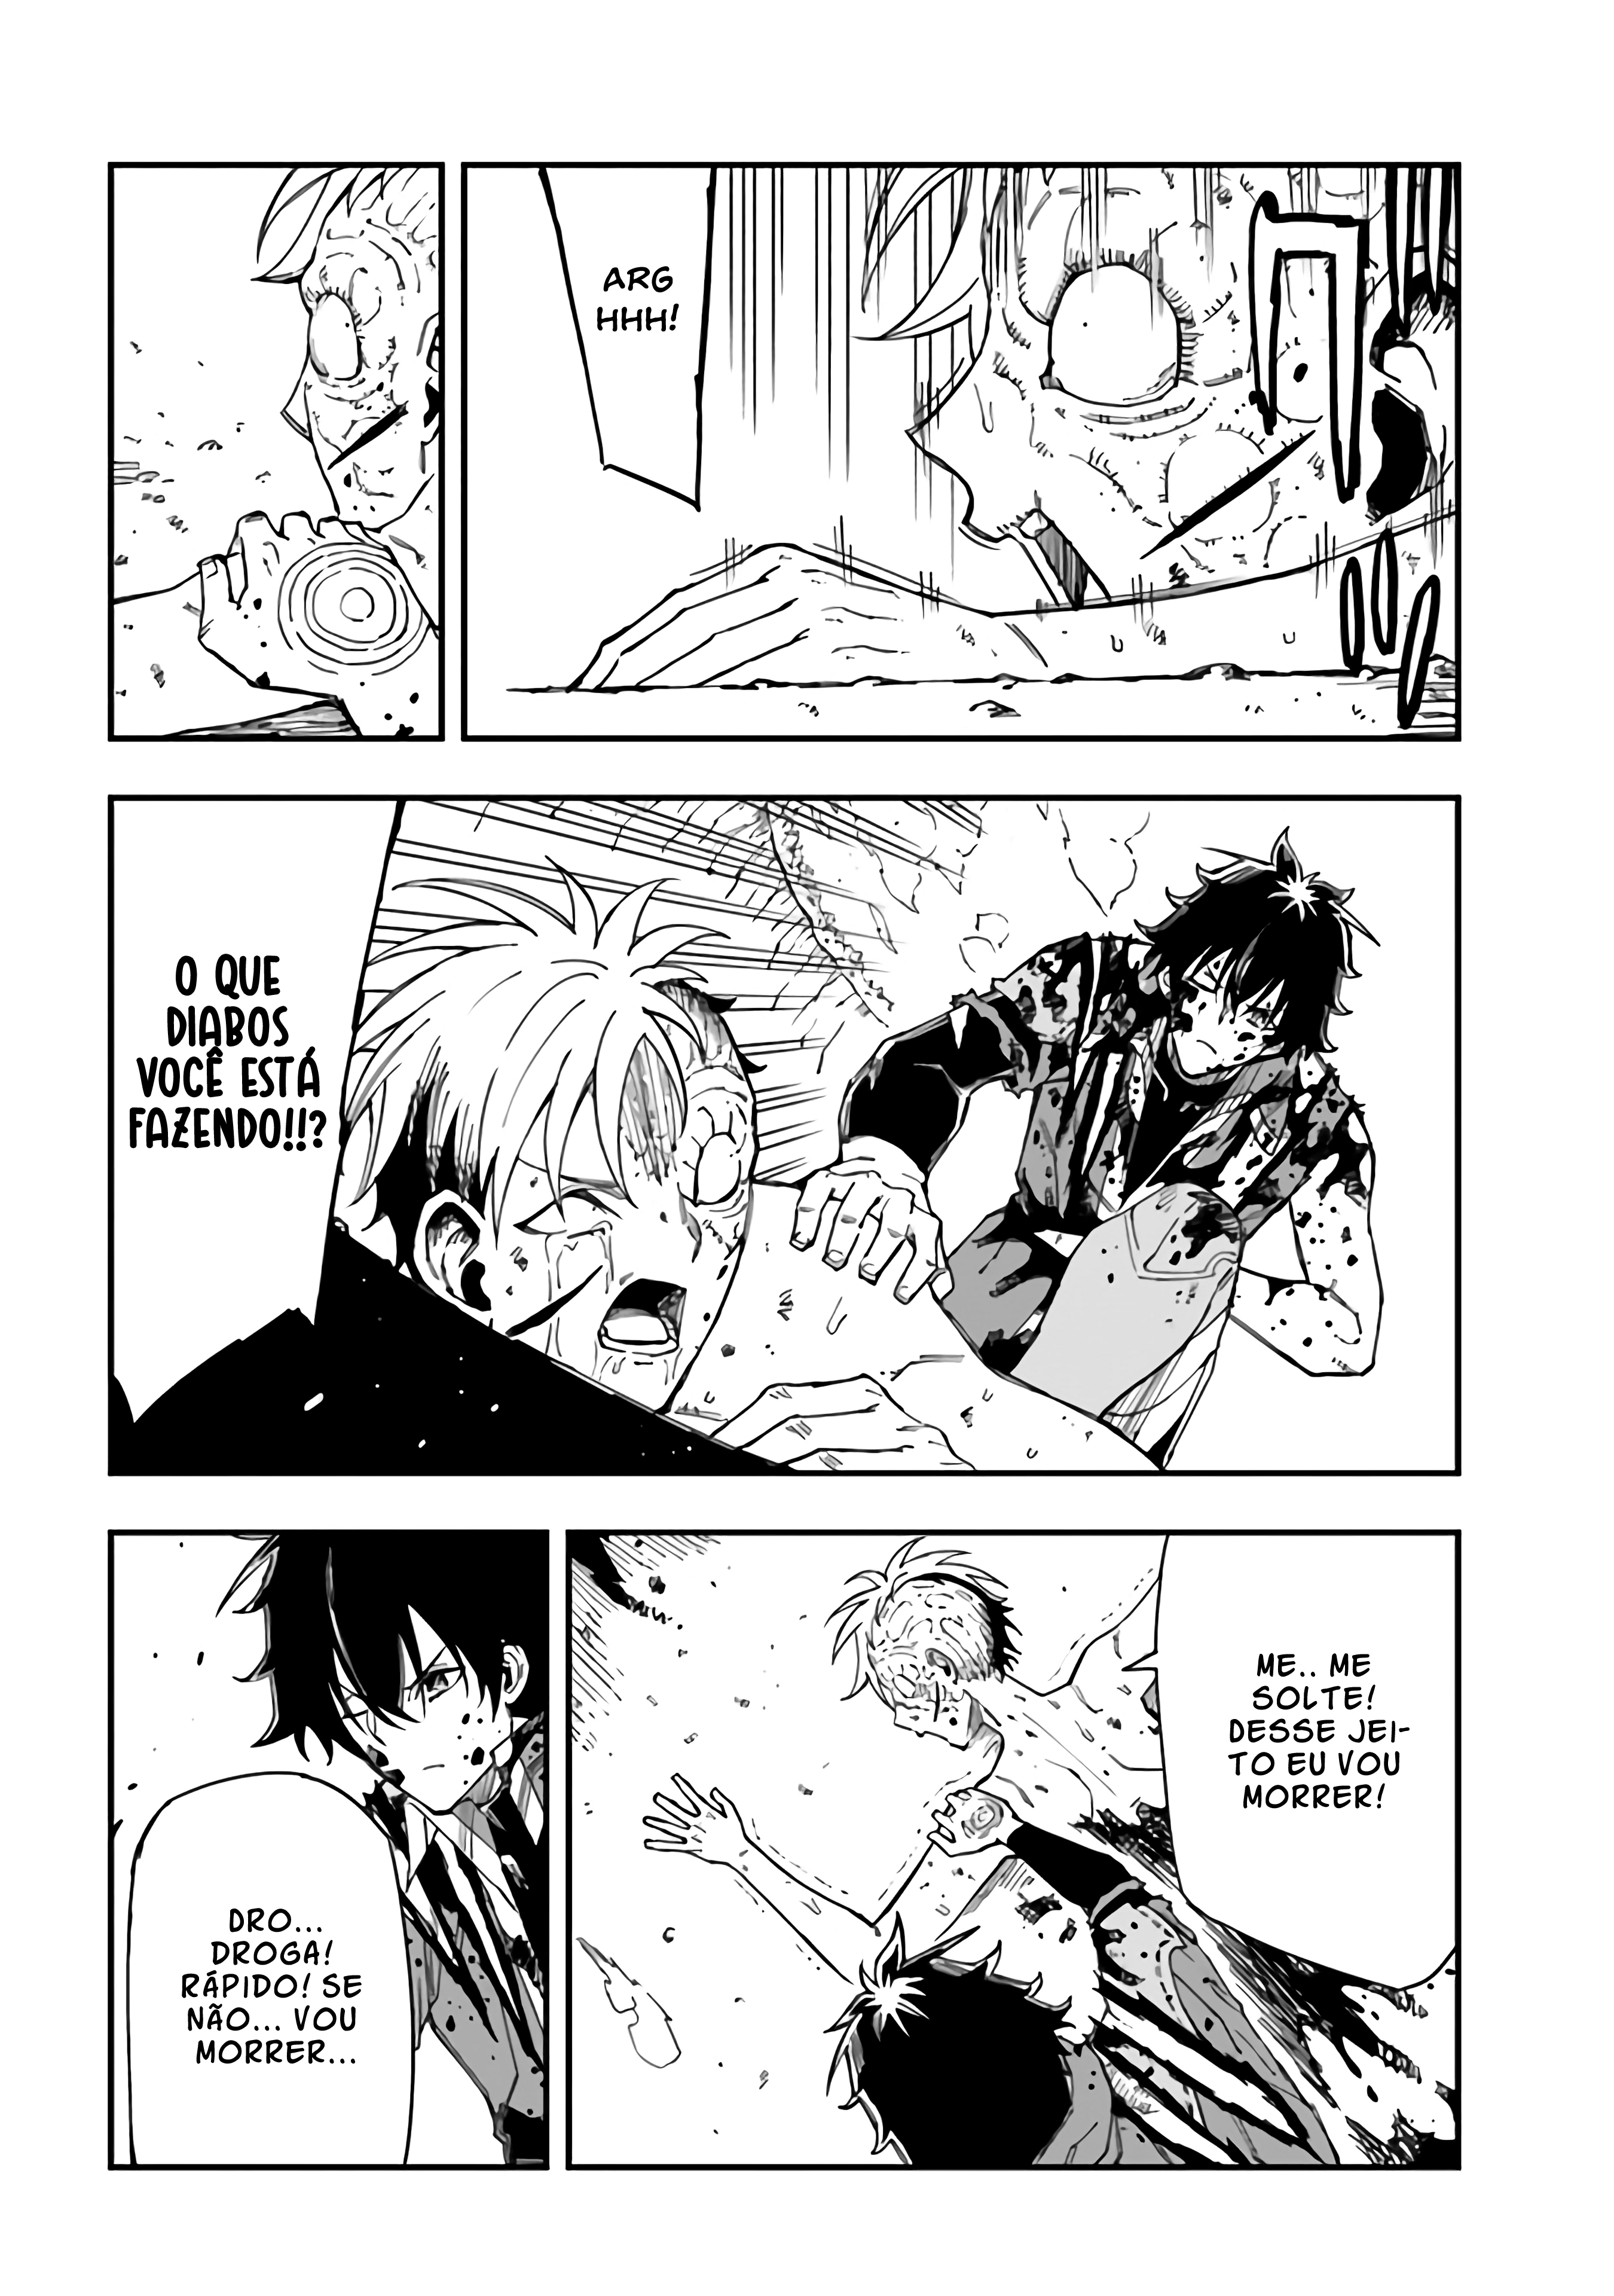 ARG
HHH!
O QUE
DIABOS
VOCÊ ESTÁ
FAZENDO!!?
ME.. ME
SOLTE!
DESSE JEI-
TO EU VOU
MORRER!
DRO...
DROGA!
RÁPIDO! SE
NÃO... VOU
MORRER...